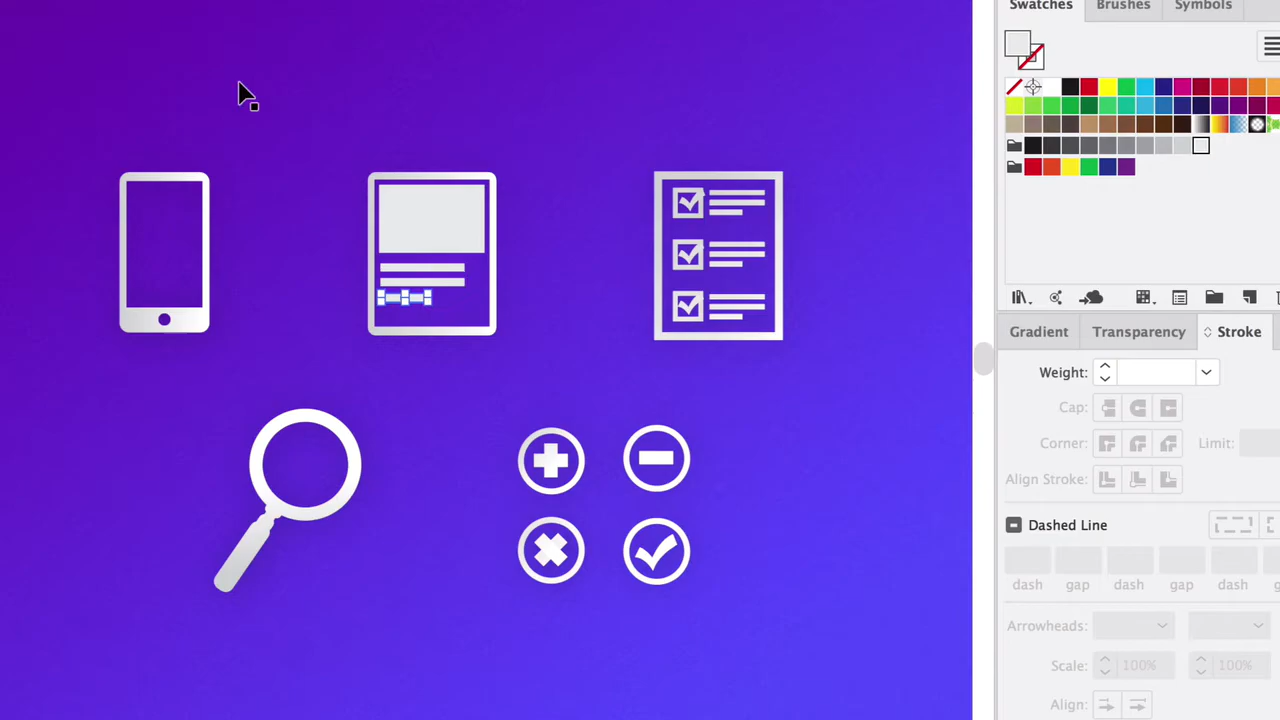 Swatches Brushes Symbols
Gradient Transparency Stroke
Weight:
Cap:
Corner: Limit:
Align Stroke:
Dashed Line
dash gap dash gap dash
Arrowheads:
Scale: 100% 100%
Align: